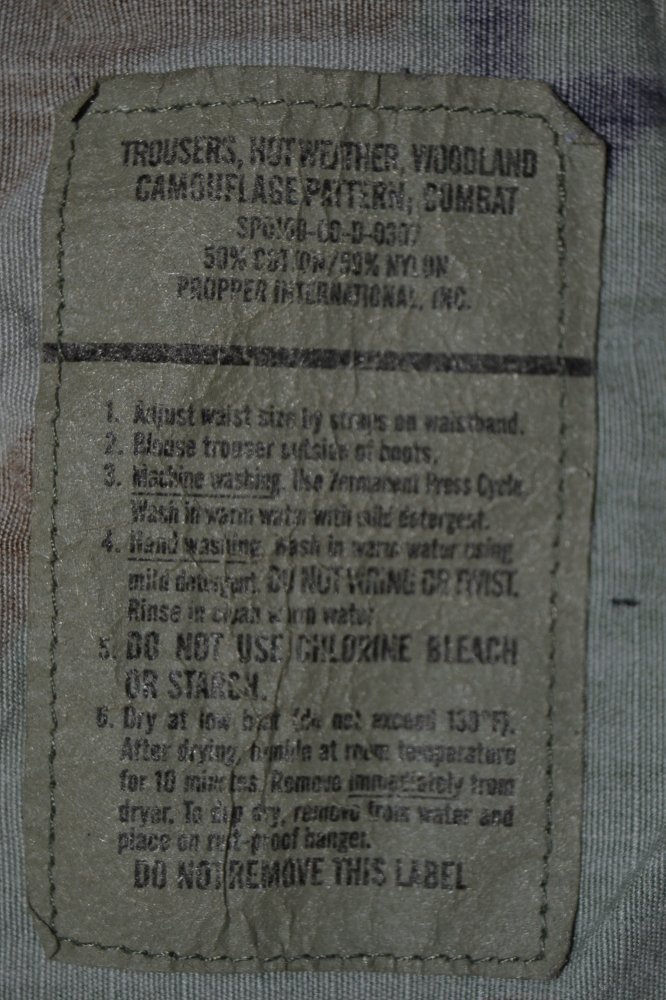 TROUSERS, HOT WEATHER, WOODLAND
CAMOUFLAGE PATTERN, COMBAT
SPO100-00-D-0307
50% COTTON/50% NYLON
PROPPER INTERNATIONAL, INC.
1. Adjust waist size by straps on waistband.
2. Blouse trouser outside of boots.
3. Machine washing. Use Permanent Press Cycle.
Wash in warm water with mild detergent.
4. Hand washing. Wash in warm water using
mild detergent. DO NOT WRING OR TWIST.
Rinse in clean warm water.
5. DO NOT USE CHLORINE BLEACH
OR STARCH.
6. Dry at low heat (do not exceed 130°F).
After drying, tumble at room temperature
for 10 minutes. Remove immediately from
dryer. To drip dry, remove from water and
place on rust-proof hanger.
DO NOT REMOVE THIS LABEL